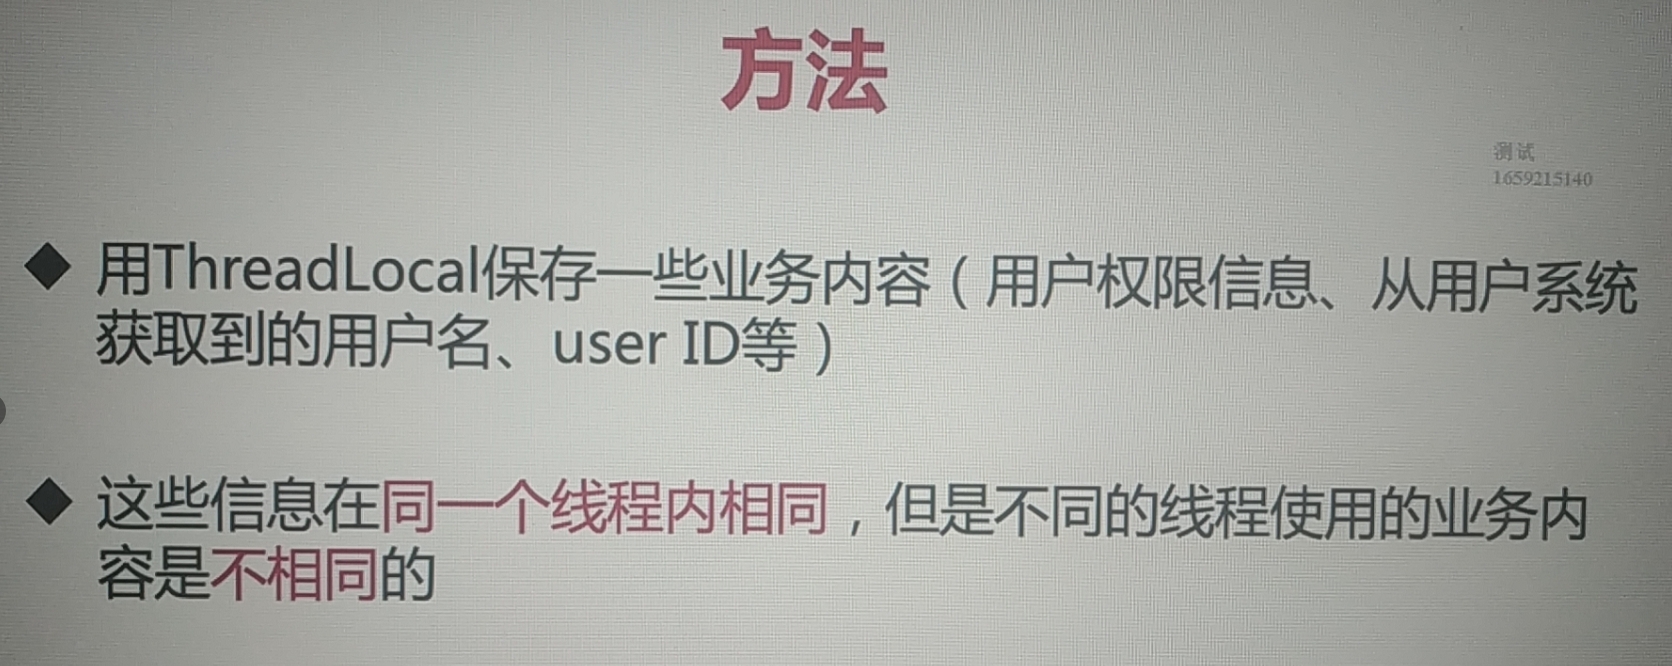 方法
测试
1659215140
用ThreadLocal保存一些业务内容（用户权限信息、从用户系统
获取到的用户名、user ID等）
这些信息在同一个线程内相同，但是不同的线程使用的业务内
容是不相同的